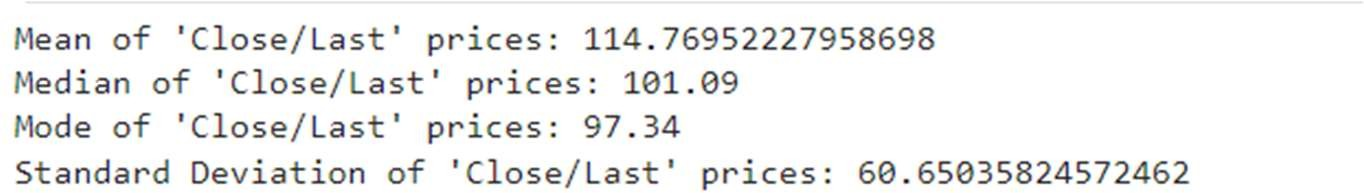 Mean of 'Close/Last' prices: 114.76952227958698
Median of 'Close/Last' prices: 101.09
Mode of 'Close/Last' prices: 97.34
Standard Deviation of 'Close/Last' prices: 60.65035824572462